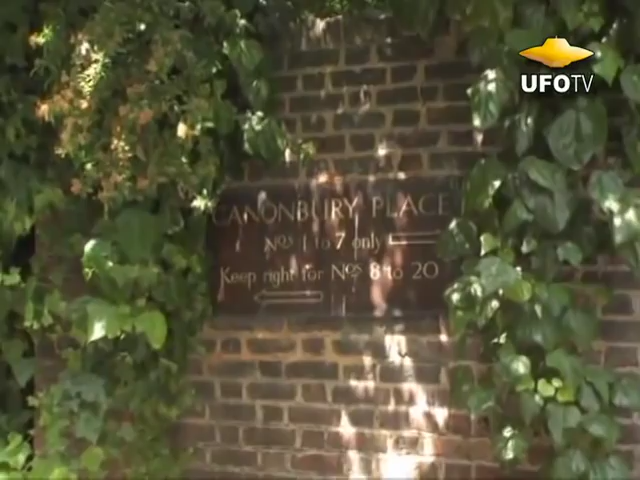 UFOTV
CANONBURY PLACE
Nos 1 to 7 only
Keep right for Nos 8 to 20